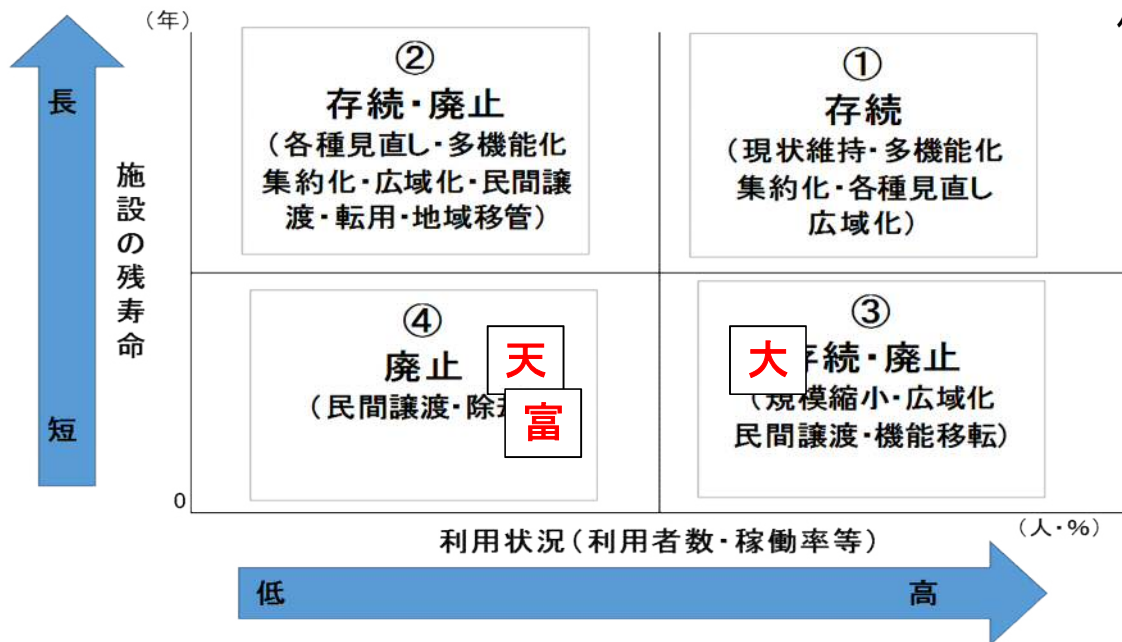 (年)
長
施設の残寿命
短
0
②
存続・廃止
(各種見直し・多機能化
集約化・広域化・民間譲
渡・転用・地域移管)
①
存続
(現状維持・多機能化
集約化・各種見直し
広域化)
④
廃止
(民間譲渡・除
天
富
③
大
続・廃止
(規模縮小・広域化
民間譲渡・機能移転)
利用状況(利用者数・稼働率等)
(人・%)
低
高